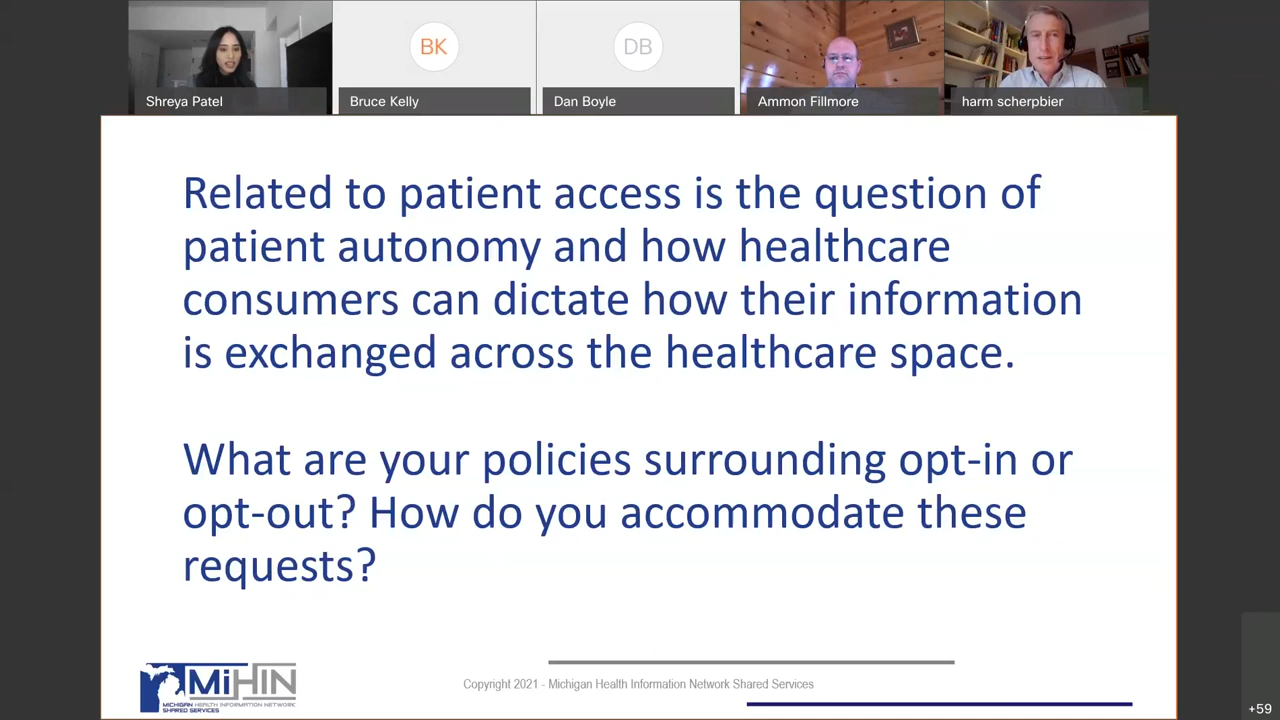 BK
DB
Shreya Patel
Bruce Kelly
Dan Boyle
Ammon Fillmore
harm scherpbier
Related to patient access is the question of
patient autonomy and how healthcare
consumers can dictate how their information
is exchanged across the healthcare space.
What are your policies surrounding opt-in or
opt-out? How do you accommodate these
requests?
MiHIN
MICHIGAN HEALTH INFORMATION NETWORK
SHARED SERVICES
Copyright 2021 - Michigan Health Information Network Shared Services
+59